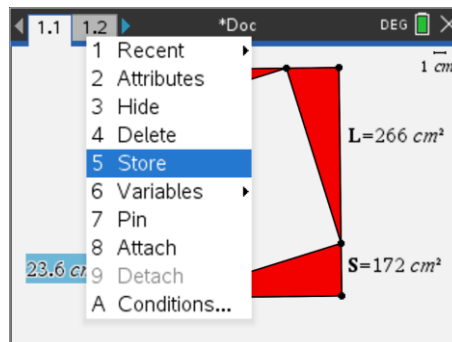 1.1 1.2 *Doc DEG
1 Recent
2 Attributes
3 Hide
4 Delete
5 Store
6 Variables
7 Pin
8 Attach
9 Detach
A Conditions...
1 cm
L=266 cm²
23.6
S=172 cm²